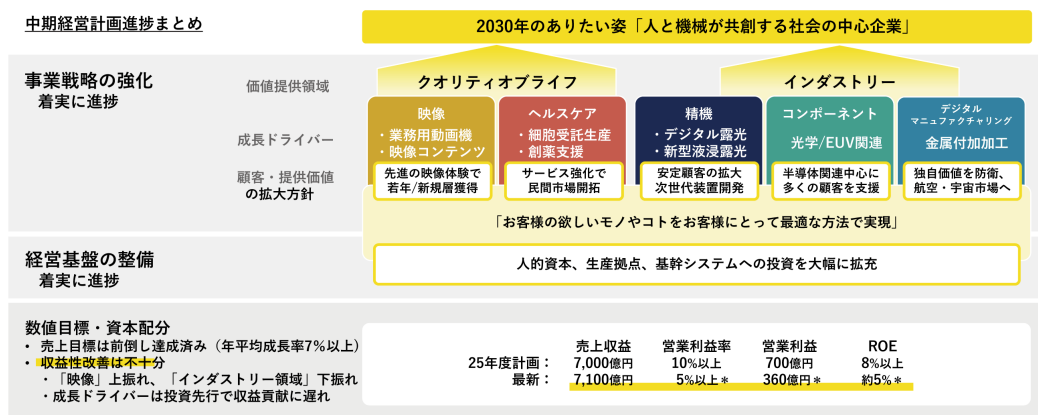 中期経営計画進捗まとめ
2030年のありたい姿「人と機械が共創する社会の中心企業」
事業戦略の強化
着実に進捗
価値提供領域
クオリティオブライフ
インダストリー
成長ドライバー
映像
・業務用動画機
・映像コンテンツ
ヘルスケア
・細胞受託生産
・創薬支援
精機
・デジタル露光
・新型液浸露光
コンポーネント
光学/EUV関連
デジタル
マニュファクチャリング
金属付加加工
顧客・提供価値
の拡大方針
先進の映像体験で
若年/新規層獲得
サービス強化で
民間市場開拓
安定顧客の拡大
次世代装置開発
半導体関連中心に
多くの顧客を支援
独自価値を防衛、
航空・宇宙市場へ
「お客様の欲しいモノやコトをお客様にとって最適な方法で実現」
経営基盤の整備
着実に進捗
人的資本、生産拠点、基幹システムへの投資を大幅に拡充
数値目標・資本配分
• 売上目標は前倒し達成済み（年平均成長率7％以上）
• 収益性改善は不十分
・「映像」上振れ、「インダストリー領域」下振れ
・成長ドライバーは投資先行で収益貢献に遅れ
売上収益 営業利益率 営業利益 ROE
25年度計画： 7,000億円 10％以上 700億円 8％以上
最新： 7,100億円 5％以上＊ 360億円＊ 約5％＊